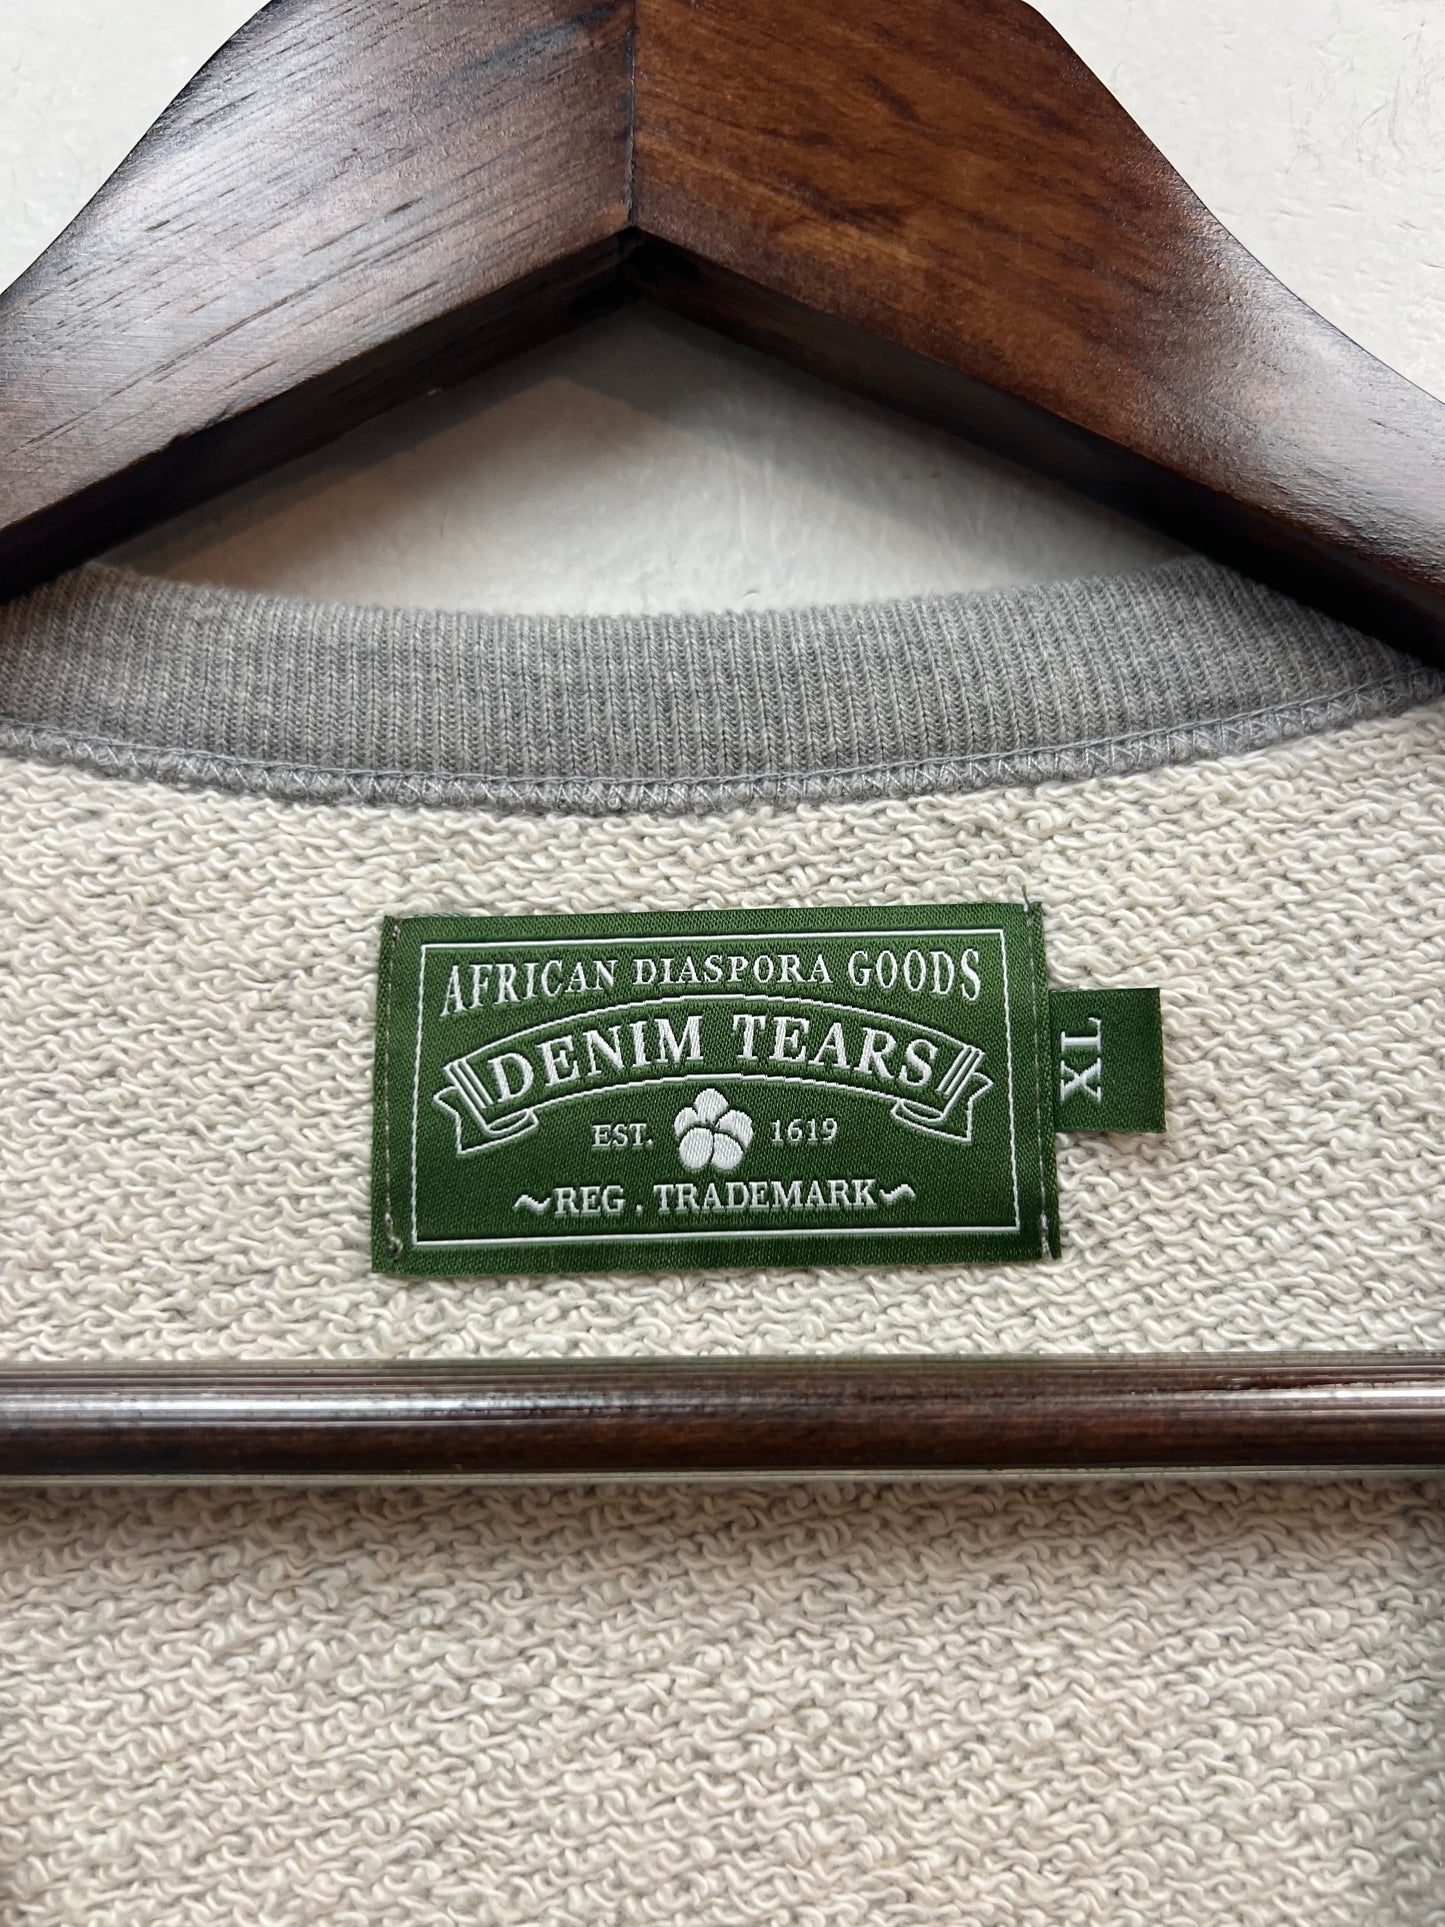 AFRICAN DIASPORA GOODS
DENIM TEARS
EST. 1619
REG. TRADEMARK
XL